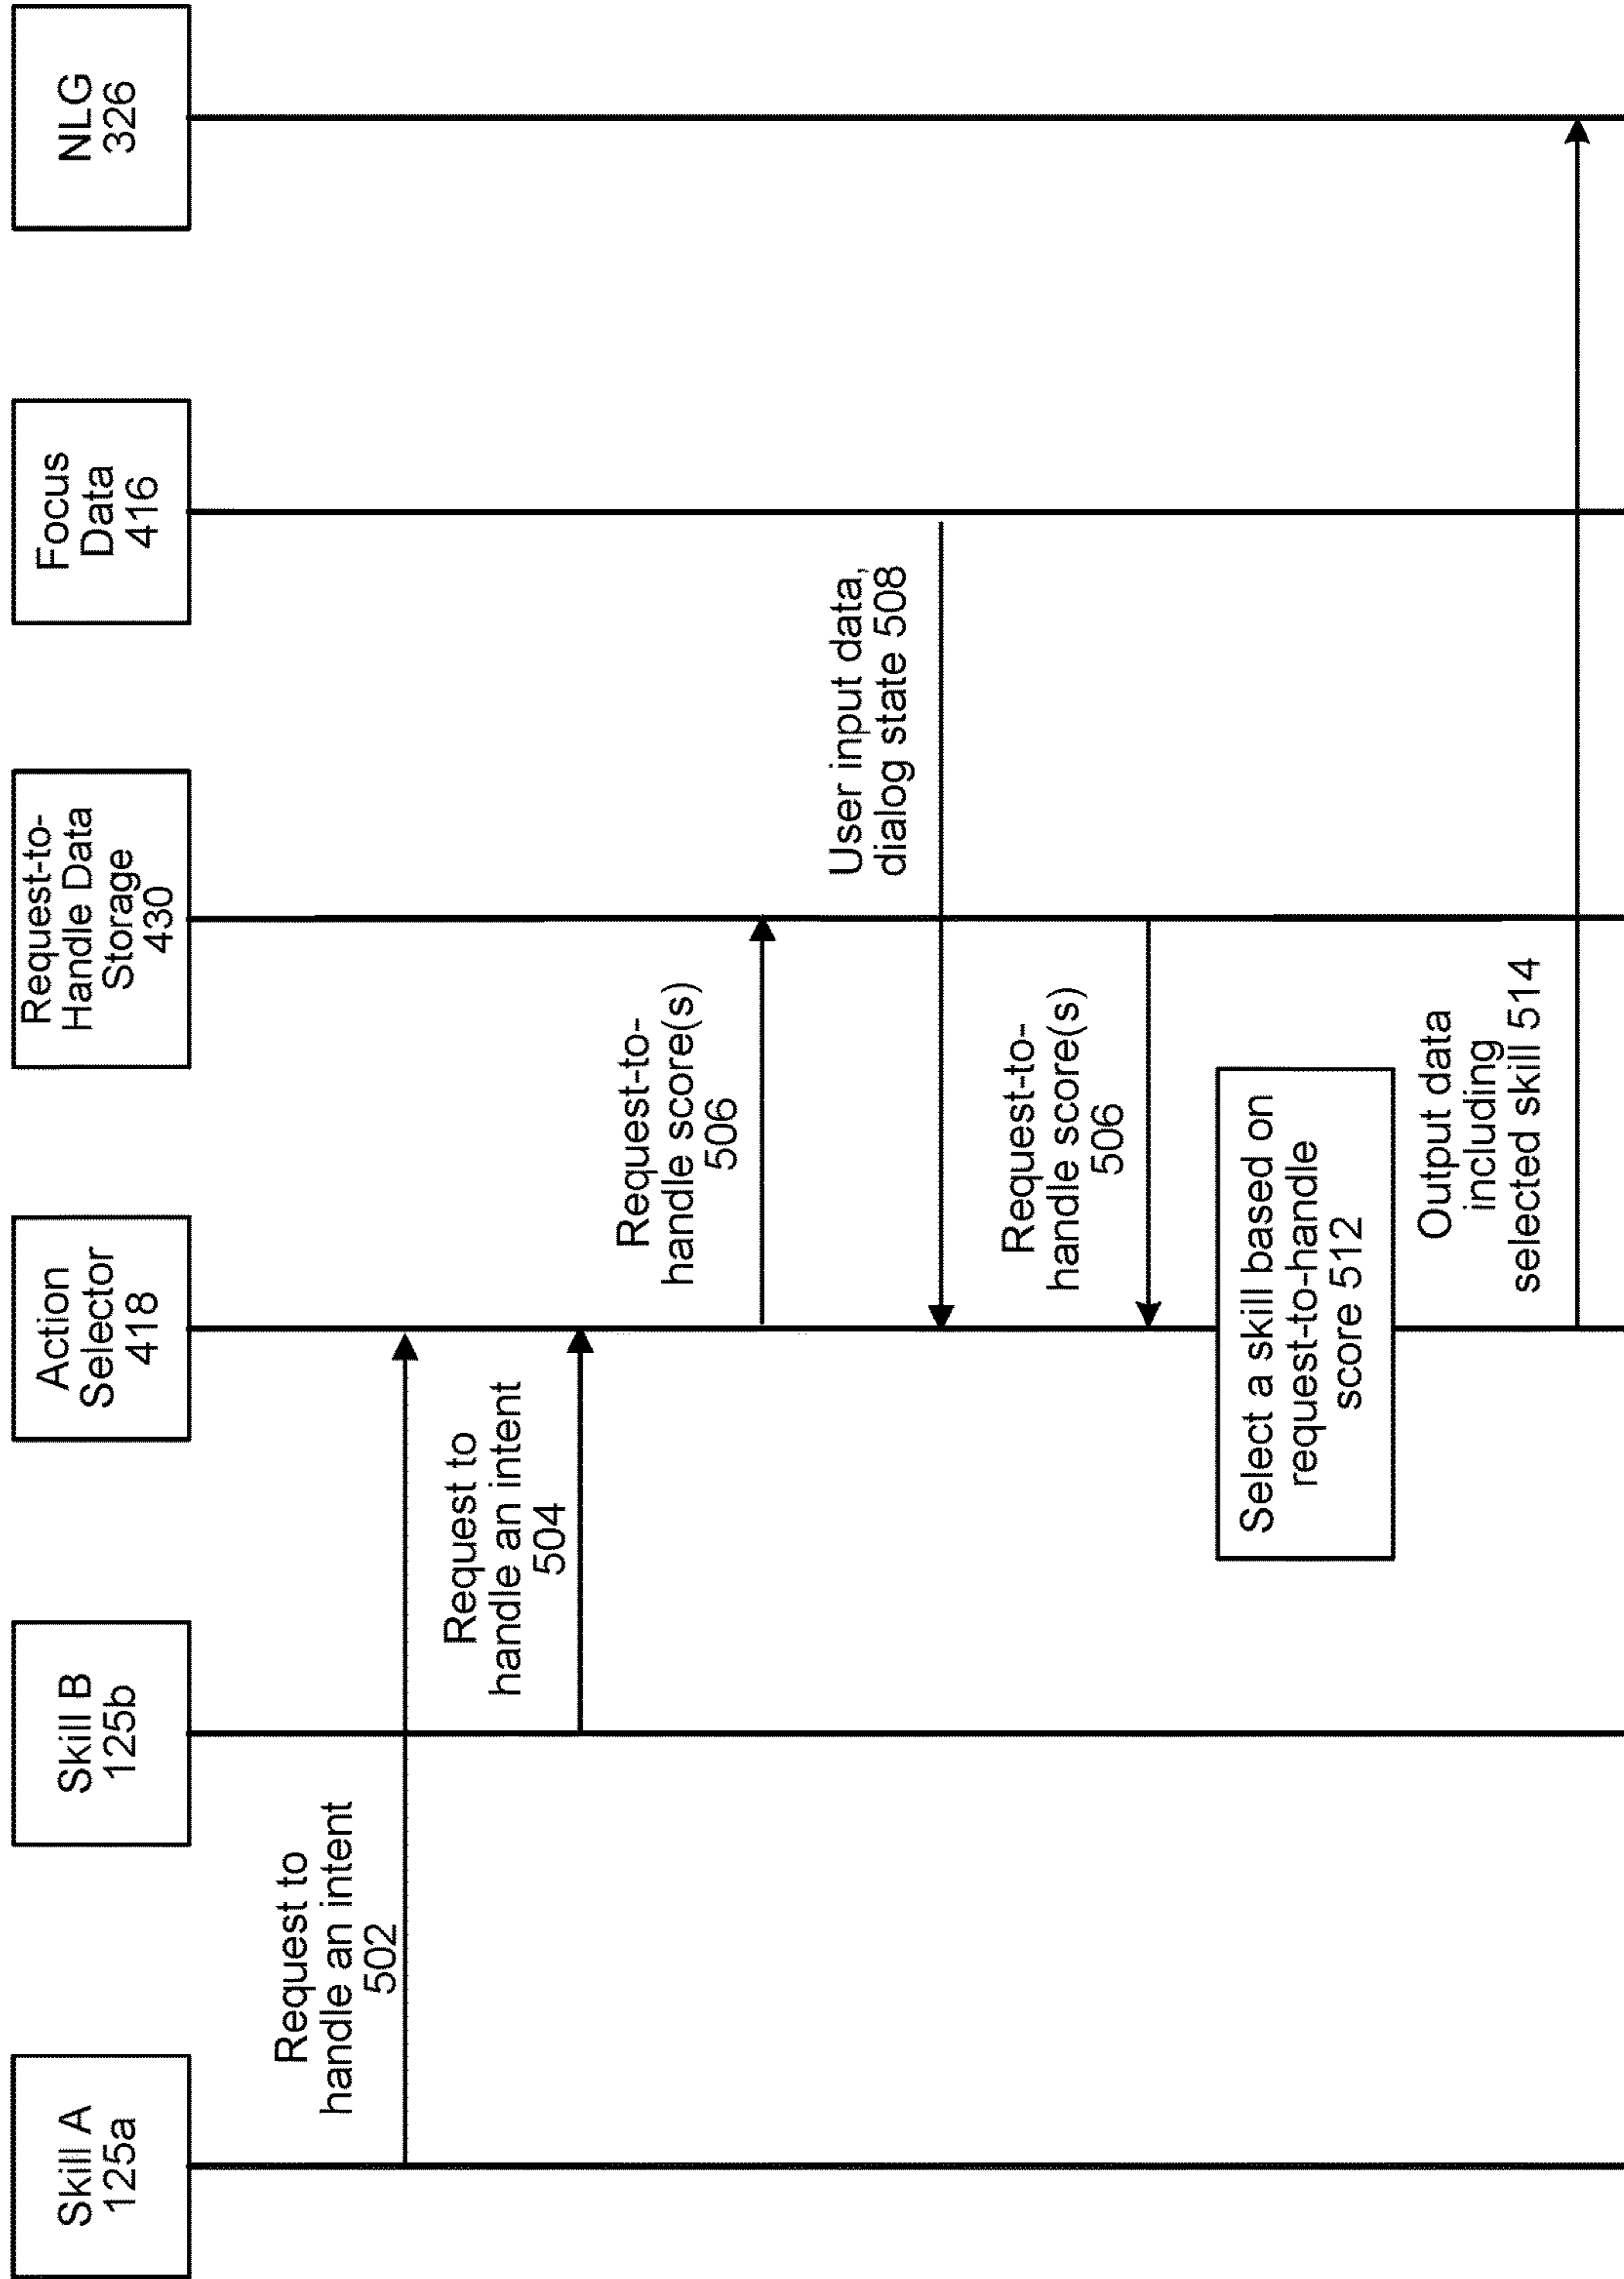 Skill A
125a
Skill B
125b
Action
Selector
418
Request-to-
Handle Data
Storage
430
Focus
Data
416
NLG
326
Request to
handle an intent
502
Request to
handle an intent
504
Request-to-
handle score(s)
506
User input data,
dialog state 508
Request-to-
handle score(s)
506
Select a skill based on
request-to-handle
score 512
Output data
including
selected skill 514